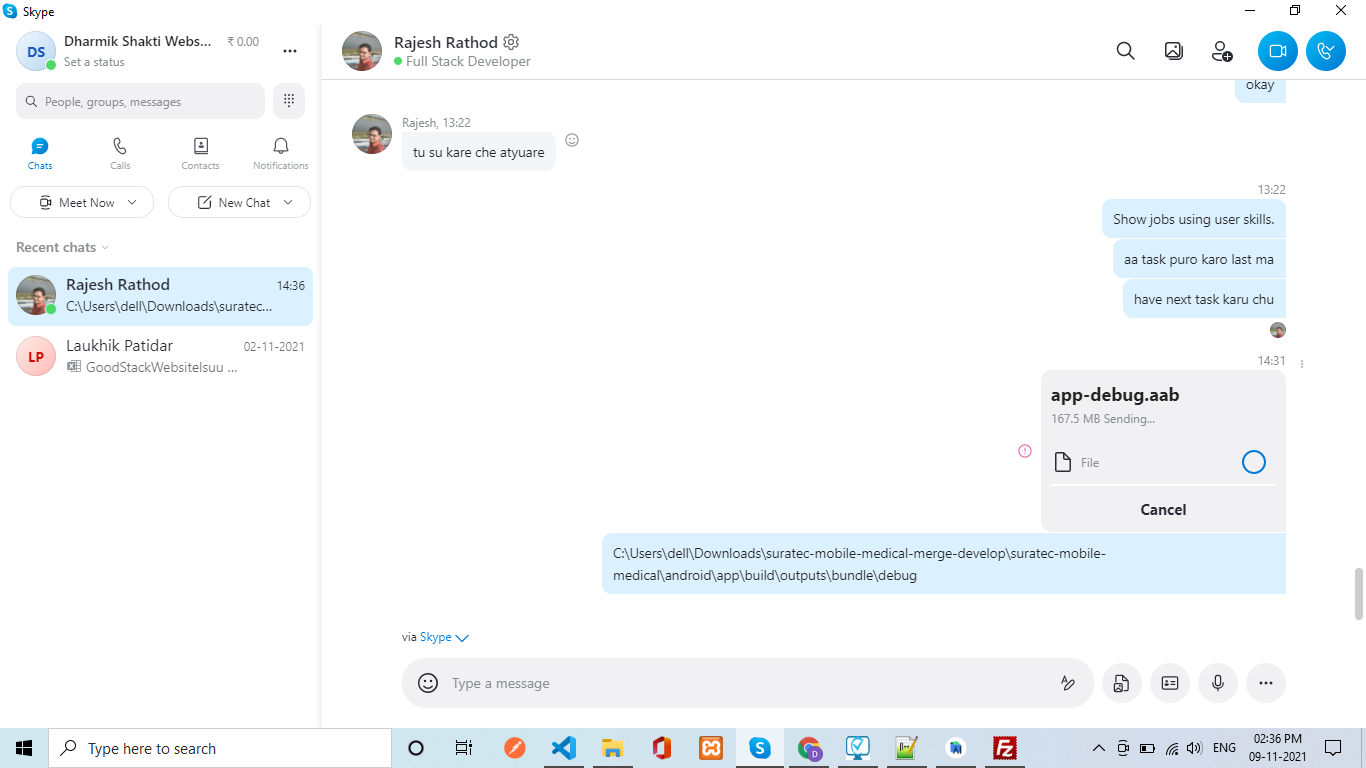 Skype
DS
Dharmik Shakti Webs...
₹ 0.00
Set a status
People, groups, messages
Chats
Calls
Contacts
Notifications
Meet Now
New Chat
Recent chats
Rajesh Rathod
14:36
C:\Users\dell\Downloads\suratec...
LP
Laukhik Patidar
02-11-2021
GoodStackWebsiteIsuu ...
Rajesh Rathod
Full Stack Developer
okay
Rajesh, 13:22
tu su kare che atyuare
13:22
Show jobs using user skills.
aa task puro karo last ma
have next task karu chu
14:31
app-debug.aab
167.5 MB Sending...
File
Cancel
C:\Users\dell\Downloads\suratec-mobile-medical-merge-develop\suratec-mobile-
medical\android\app\build\outputs\bundle\debug
via Skype
Type a message
Type here to search
D
ENG
02:36 PM
09-11-2021